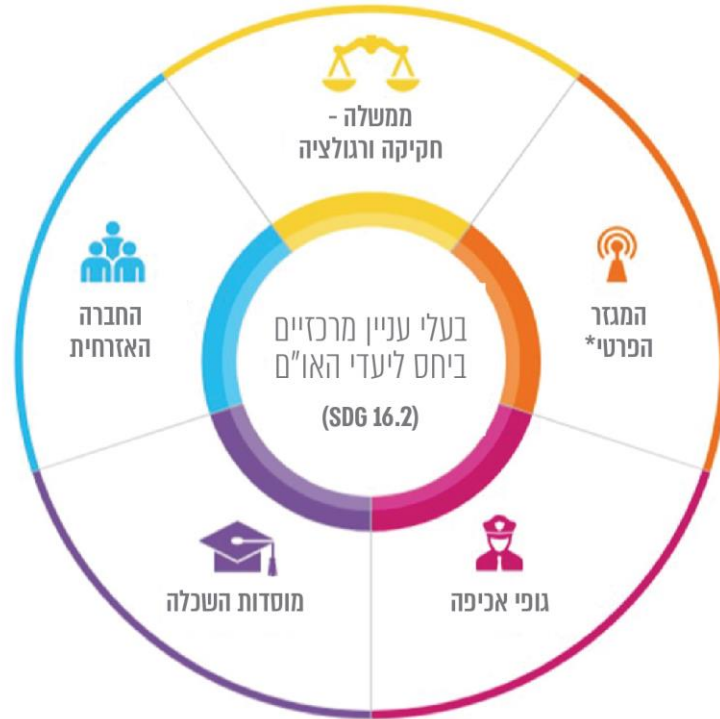 ממשלה -
חקיקה ורגולציה
המגזר
הפרטי*
גופי אכיפה
מוסדות השכלה
החברה
האזרחית
בעלי עניין מרכזיים
ביחס ליעדי האו"ם
(SDG 16.2)